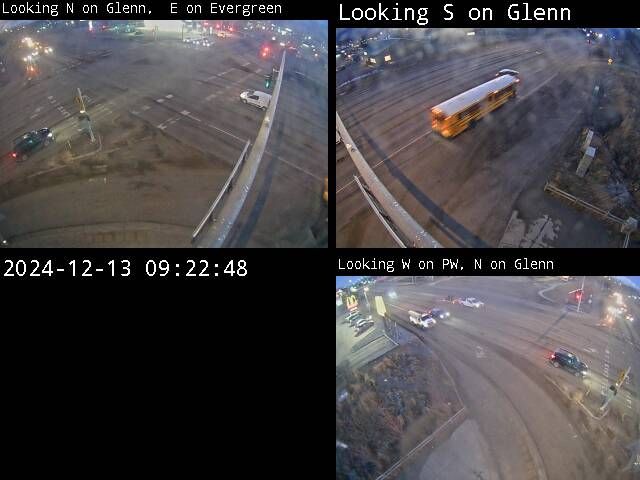 Looking N on Glenn,  E on Evergreen
Looking S on Glenn
2024-12-13 09:22:48
Looking W on PW, N on Glenn